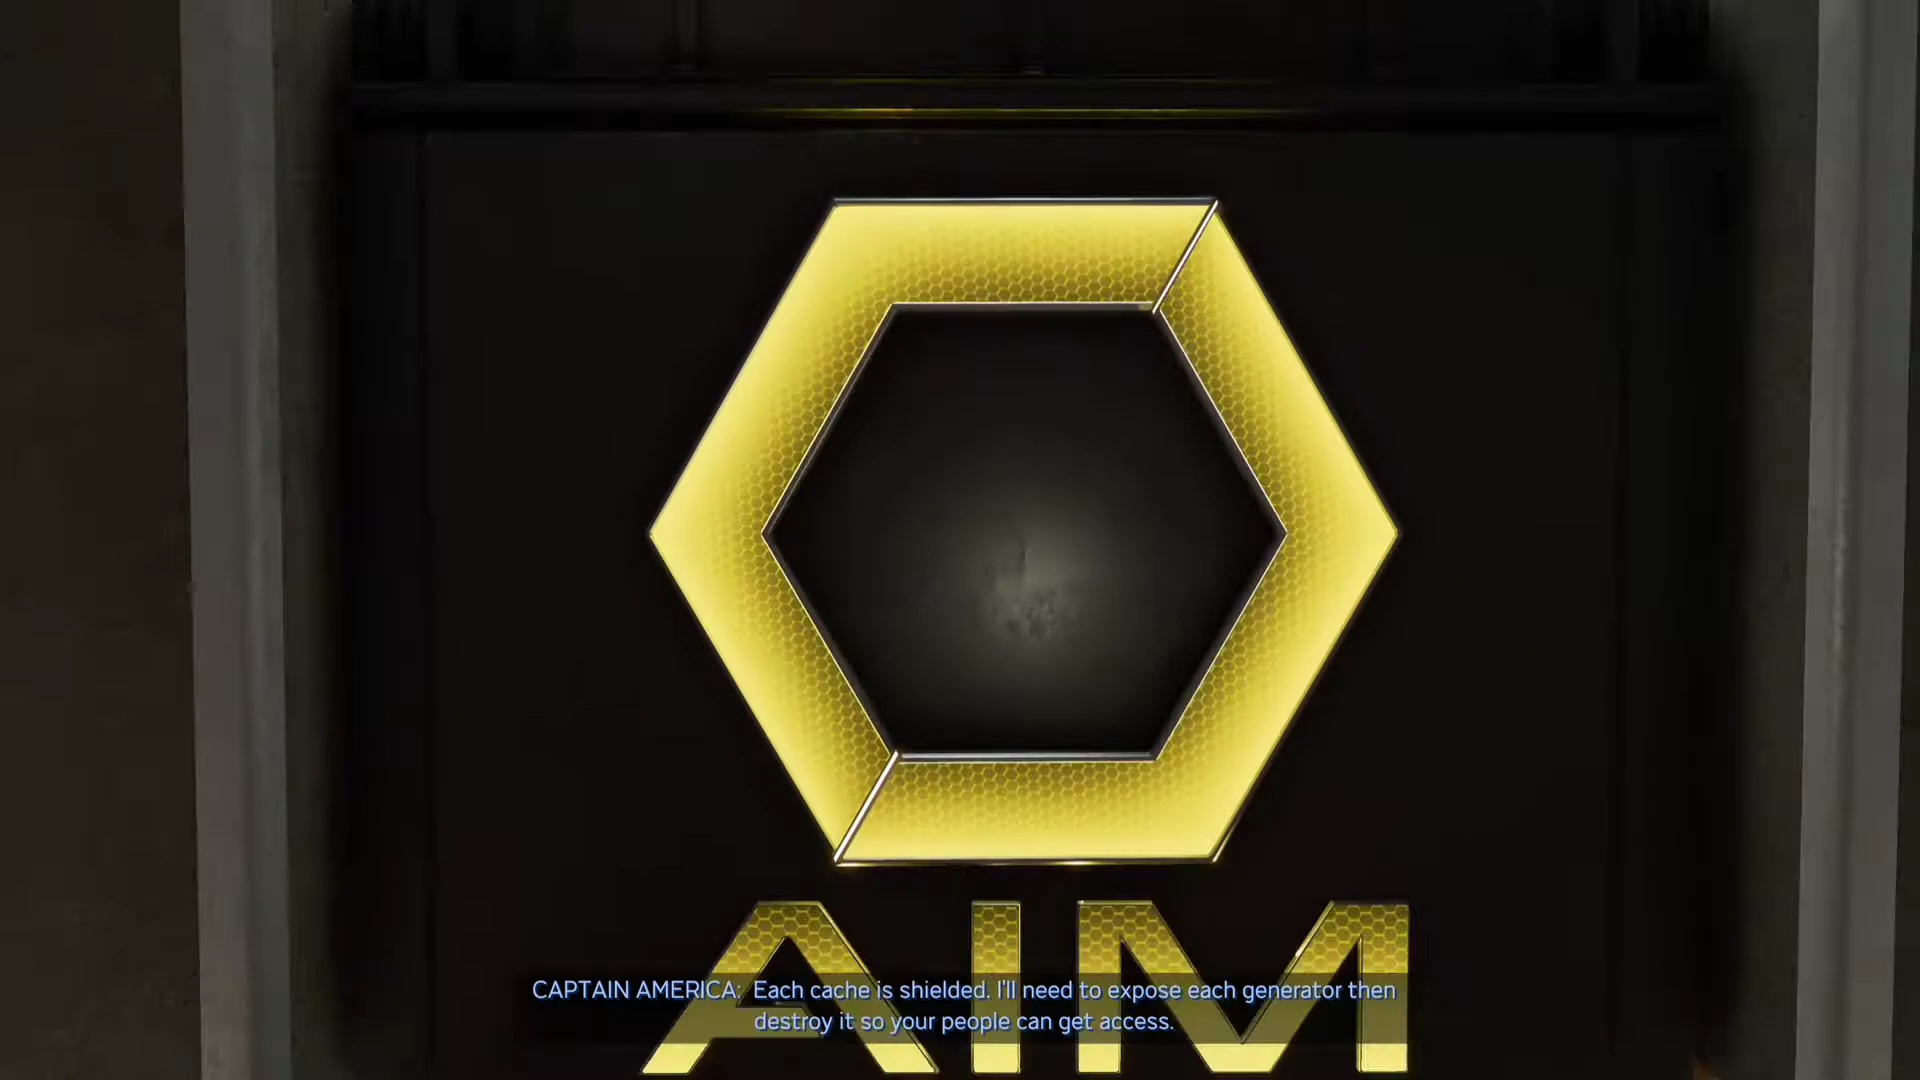 AIM
CAPTAIN AMERICA: Each cache is shielded. I'll need to expose each generator then
destroy it so your people can get access.